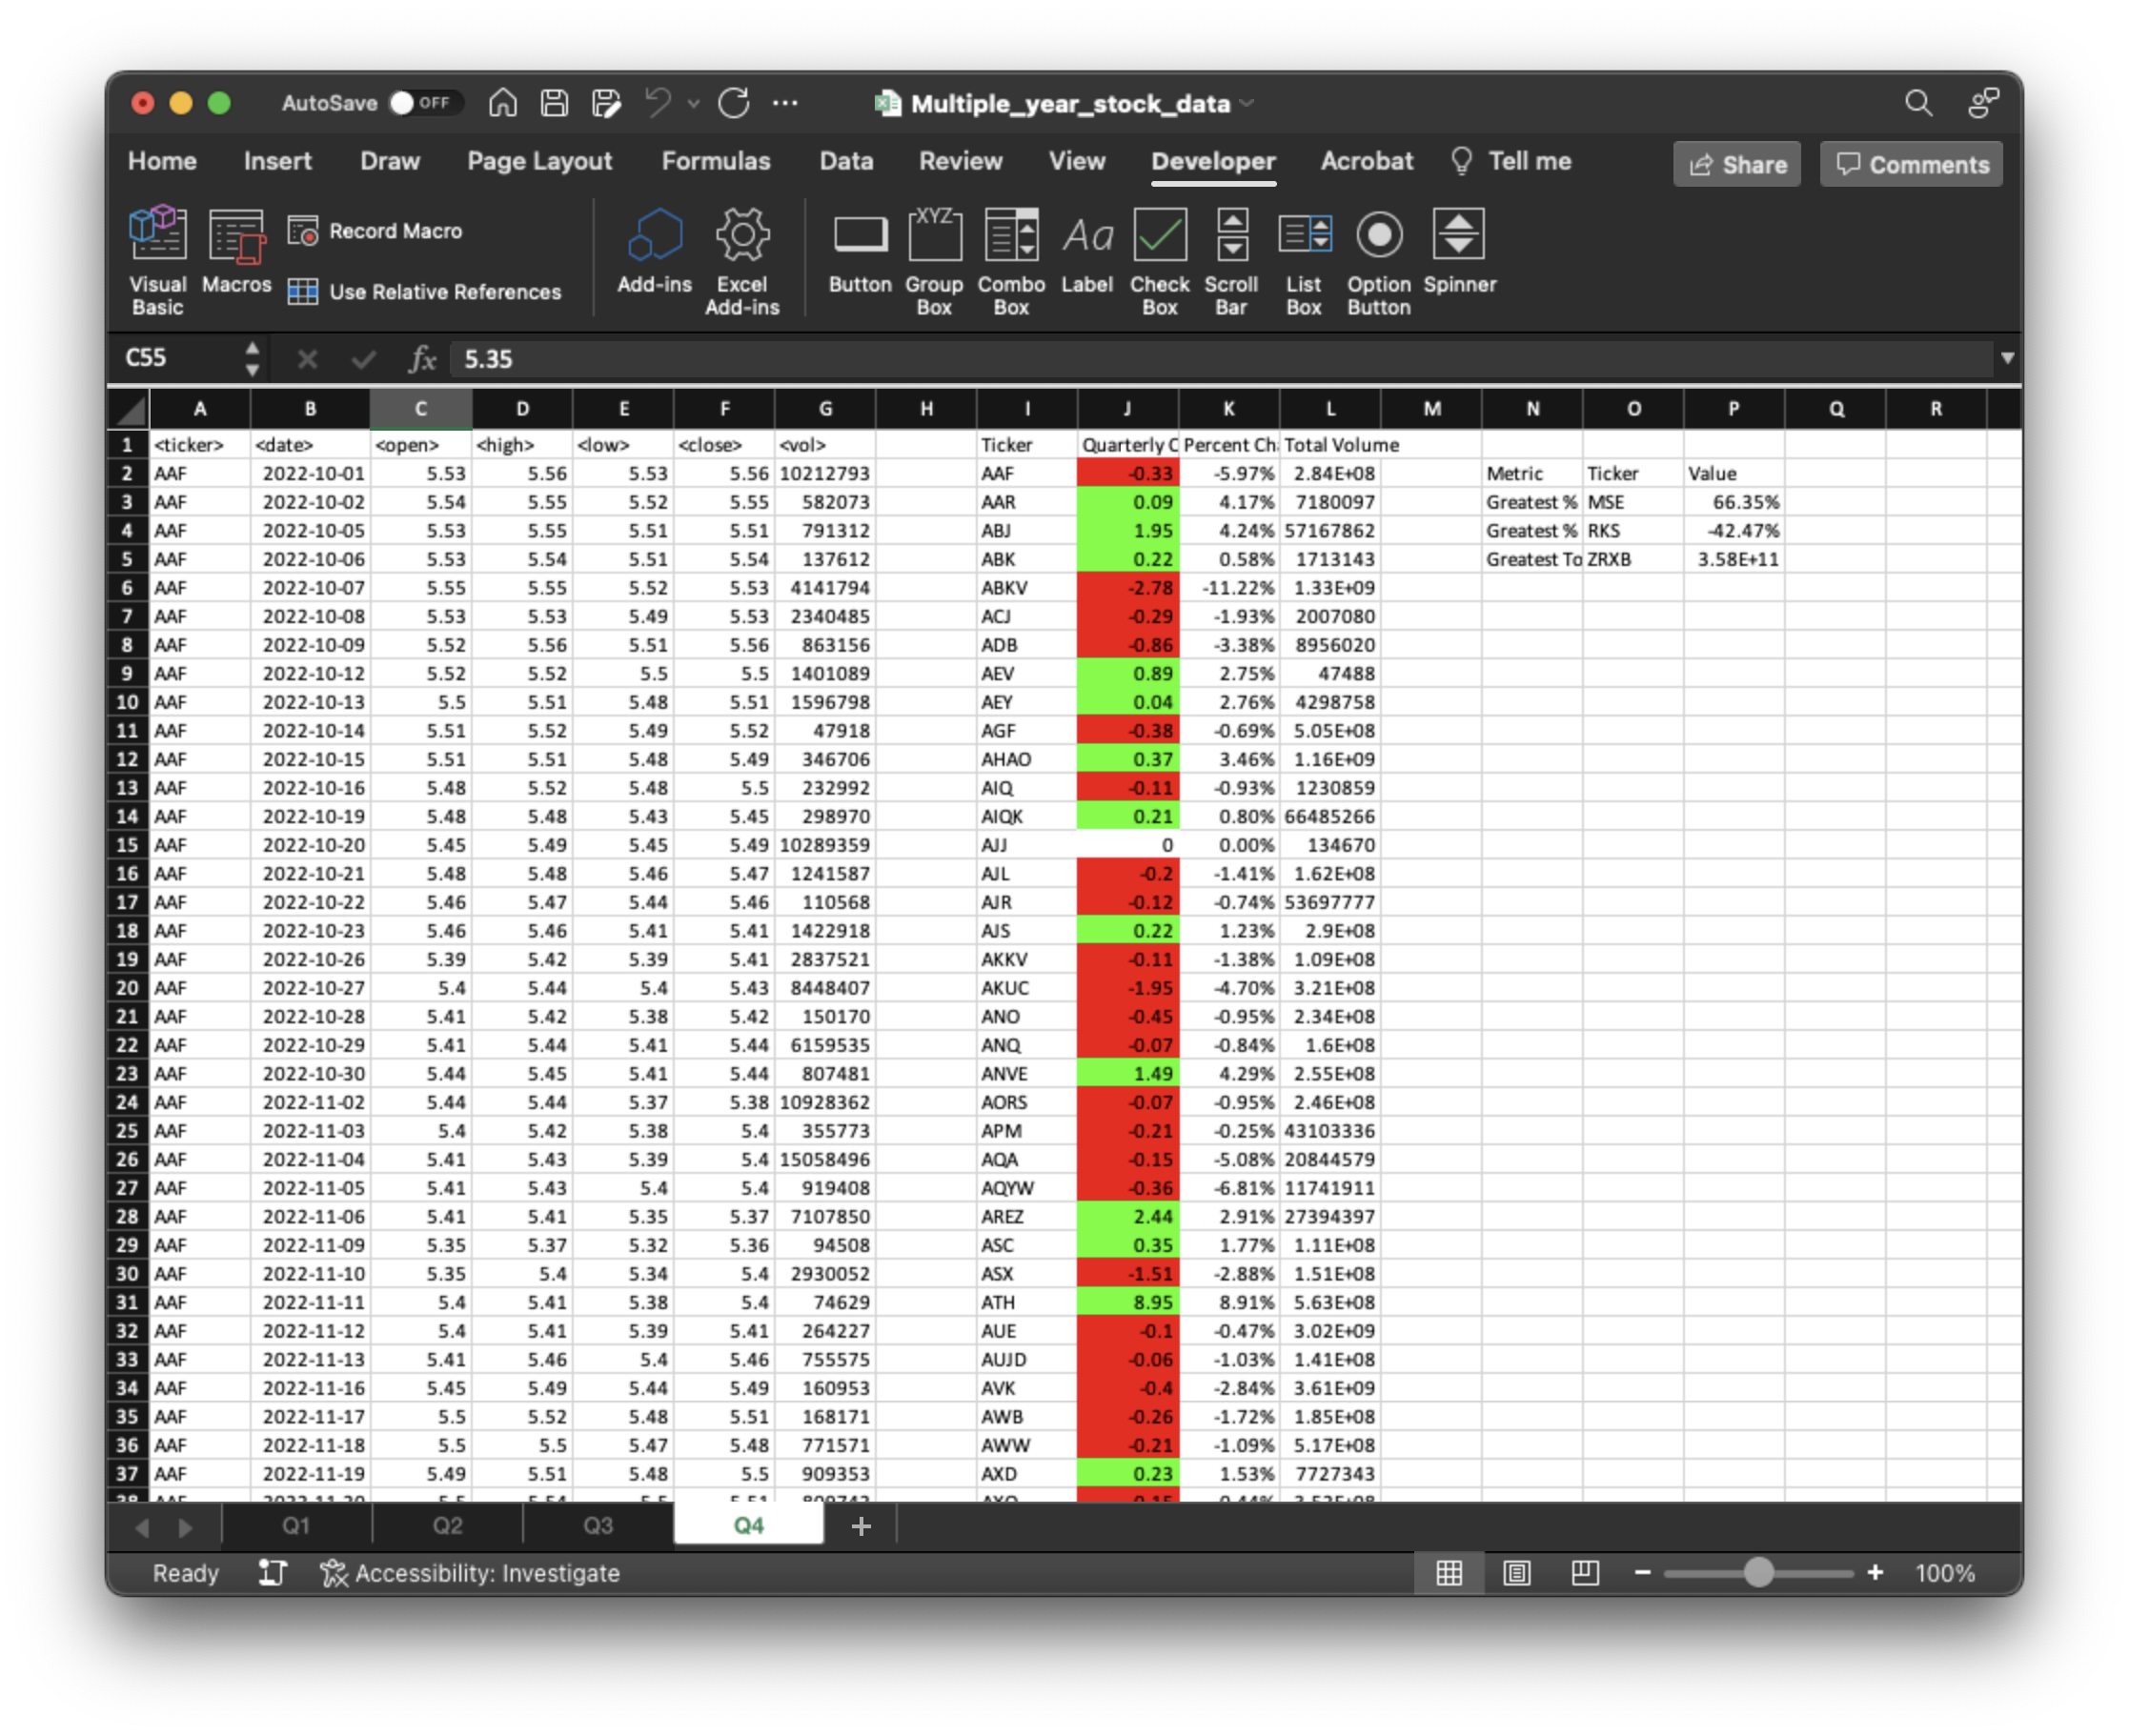 AutoSave OFF Multiple_year_stock_data
Home Insert Draw Page Layout Formulas Data Review View Developer Acrobat Tell me Share Comments
Record Macro
Use Relative References
Visual Basic Macros Add-ins Excel Add-ins Button Group Box Combo Box Label Check Box Scroll Bar List Box Option Button Spinner
XYZ Aa
C55 fx 5.35
A B C D E F G H I J K L M N O P Q R
1 <ticker> <date> <open> <high> <low> <close> <vol> Ticker Quarterly C Percent Ch Total Volume
2 AAF 2022-10-01 5.53 5.56 5.53 5.56 10212793 AAF -0.33 -5.97% 2.84E+08 Metric Ticker Value
3 AAF 2022-10-02 5.54 5.55 5.52 5.55 582073 AAR 0.09 4.17% 7180097 Greatest % MSE 66.35%
4 AAF 2022-10-05 5.53 5.55 5.51 5.51 791312 ABJ 1.95 4.24% 57167862 Greatest % RKS -42.47%
5 AAF 2022-10-06 5.53 5.54 5.51 5.54 137612 ABK 0.22 0.58% 1713143 Greatest To ZRXB 3.58E+11
6 AAF 2022-10-07 5.55 5.55 5.52 5.53 4141794 ABKV -2.78 -11.22% 1.33E+09
7 AAF 2022-10-08 5.53 5.53 5.49 5.53 2340485 ACJ -0.29 -1.93% 2007080
8 AAF 2022-10-09 5.52 5.56 5.51 5.56 863156 ADB -0.86 -3.38% 8956020
9 AAF 2022-10-12 5.52 5.52 5.5 5.5 1401089 AEV 0.89 2.75% 47488
10 AAF 2022-10-13 5.5 5.51 5.48 5.51 1596798 AEY 0.04 2.76% 4298758
11 AAF 2022-10-14 5.51 5.52 5.49 5.52 47918 AGF -0.38 -0.69% 5.05E+08
12 AAF 2022-10-15 5.51 5.51 5.48 5.49 346706 AHAO 0.37 3.46% 1.16E+09
13 AAF 2022-10-16 5.48 5.52 5.48 5.5 232992 AIQ -0.11 -0.93% 1230859
14 AAF 2022-10-19 5.48 5.48 5.43 5.45 298970 AIQK 0.21 0.80% 66485266
15 AAF 2022-10-20 5.45 5.49 5.45 5.49 10289359 AJJ 0 0.00% 134670
16 AAF 2022-10-21 5.48 5.48 5.46 5.47 1241587 AJL -0.2 -1.41% 1.62E+08
17 AAF 2022-10-22 5.46 5.47 5.44 5.46 110568 AJR -0.12 -0.74% 53697777
18 AAF 2022-10-23 5.46 5.46 5.41 5.41 1422918 AJS 0.22 1.23% 2.9E+08
19 AAF 2022-10-26 5.39 5.42 5.39 5.41 2837521 AKKV -0.11 -1.38% 1.09E+08
20 AAF 2022-10-27 5.4 5.44 5.4 5.43 8448407 AKUC -1.95 -4.70% 3.21E+08
21 AAF 2022-10-28 5.41 5.42 5.38 5.42 150170 ANO -0.45 -0.95% 2.34E+08
22 AAF 2022-10-29 5.41 5.44 5.41 5.44 6159535 ANQ -0.07 -0.84% 1.6E+08
23 AAF 2022-10-30 5.44 5.45 5.41 5.44 807481 ANVE 1.49 4.29% 2.55E+08
24 AAF 2022-11-02 5.44 5.44 5.37 5.38 10928362 AORS -0.07 -0.95% 2.46E+08
25 AAF 2022-11-03 5.4 5.42 5.38 5.4 355773 APM -0.21 -0.25% 43103336
26 AAF 2022-11-04 5.41 5.43 5.39 5.4 15058496 AQA -0.15 -5.08% 20844579
27 AAF 2022-11-05 5.41 5.43 5.4 5.4 919408 AQYW -0.36 -6.81% 11741911
28 AAF 2022-11-06 5.41 5.41 5.35 5.37 7107850 AREZ 2.44 2.91% 27394397
29 AAF 2022-11-09 5.35 5.37 5.32 5.36 94508 ASC 0.35 1.77% 1.11E+08
30 AAF 2022-11-10 5.35 5.4 5.34 5.4 2930052 ASX -1.51 -2.88% 1.51E+08
31 AAF 2022-11-11 5.4 5.41 5.38 5.4 74629 ATH 8.95 8.91% 5.63E+08
32 AAF 2022-11-12 5.4 5.41 5.39 5.41 264227 AUE -0.1 -0.47% 3.02E+09
33 AAF 2022-11-13 5.41 5.46 5.4 5.46 755575 AUJD -0.06 -1.03% 1.41E+08
34 AAF 2022-11-16 5.45 5.49 5.44 5.49 160953 AVK -0.4 -2.84% 3.61E+09
35 AAF 2022-11-17 5.5 5.52 5.48 5.51 168171 AWB -0.26 -1.72% 1.85E+08
36 AAF 2022-11-18 5.5 5.5 5.47 5.48 771571 AWW -0.21 -1.09% 5.17E+08
37 AAF 2022-11-19 5.49 5.51 5.48 5.5 909353 AXD 0.23 1.53% 7727343
Q1 Q2 Q3 Q4
Ready Accessibility: Investigate 100%